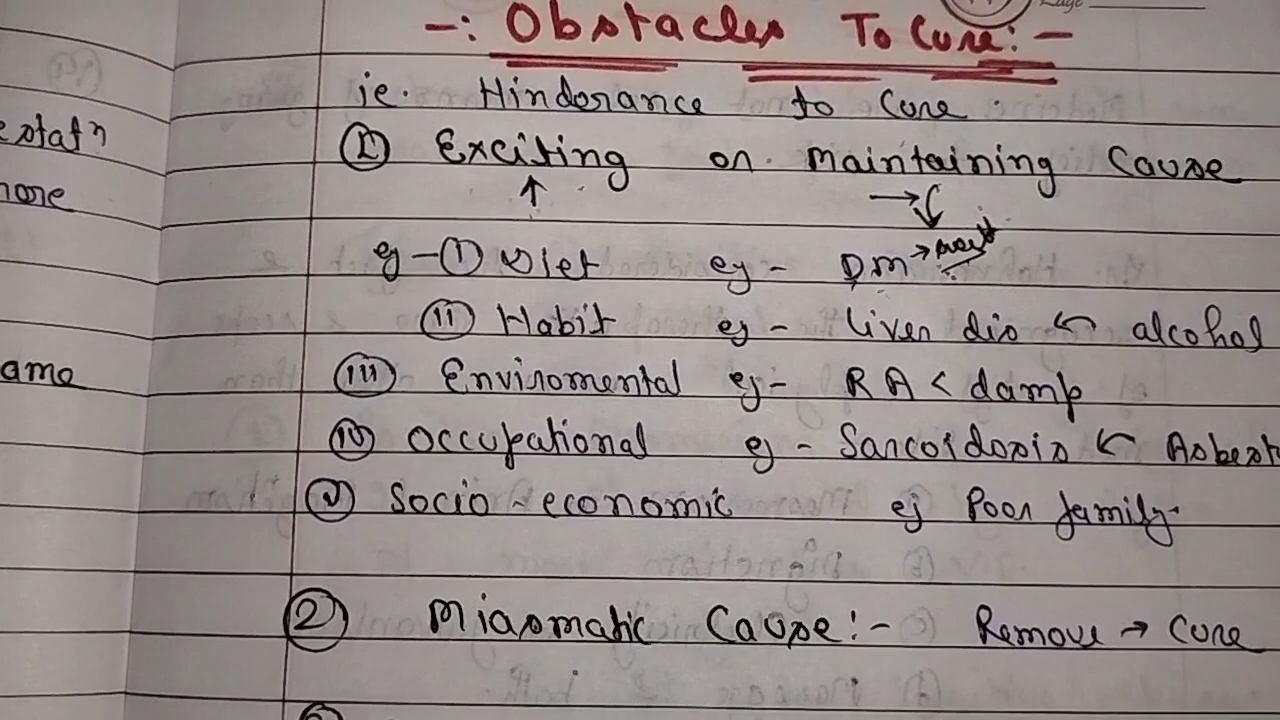 Page
-: Obstacles To Cure:-
ie. Hinderance to Cure.
① Exciting or maintaining Cause
eg - (i) Diet eg - DM →
(ii) Habit eg - liver dis ← alcohol
(iii) Enviromental eg - RA < damp
(iv) Occupational eg - Sarcoidosis ← Asbest
(v) Socio-economic eg Poor family.
② Miasmatic Cause:- Remove → Cure